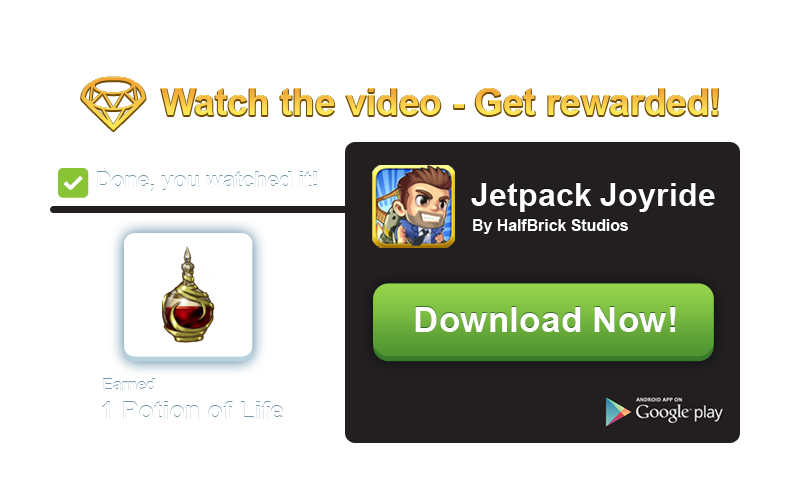 Watch the video - Get rewarded!
Done, you watched it!
Jetpack Joyride
By HalfBrick Studios
Download Now!
Earned
1 Potion of Life
ANDROID APP ON
Google play